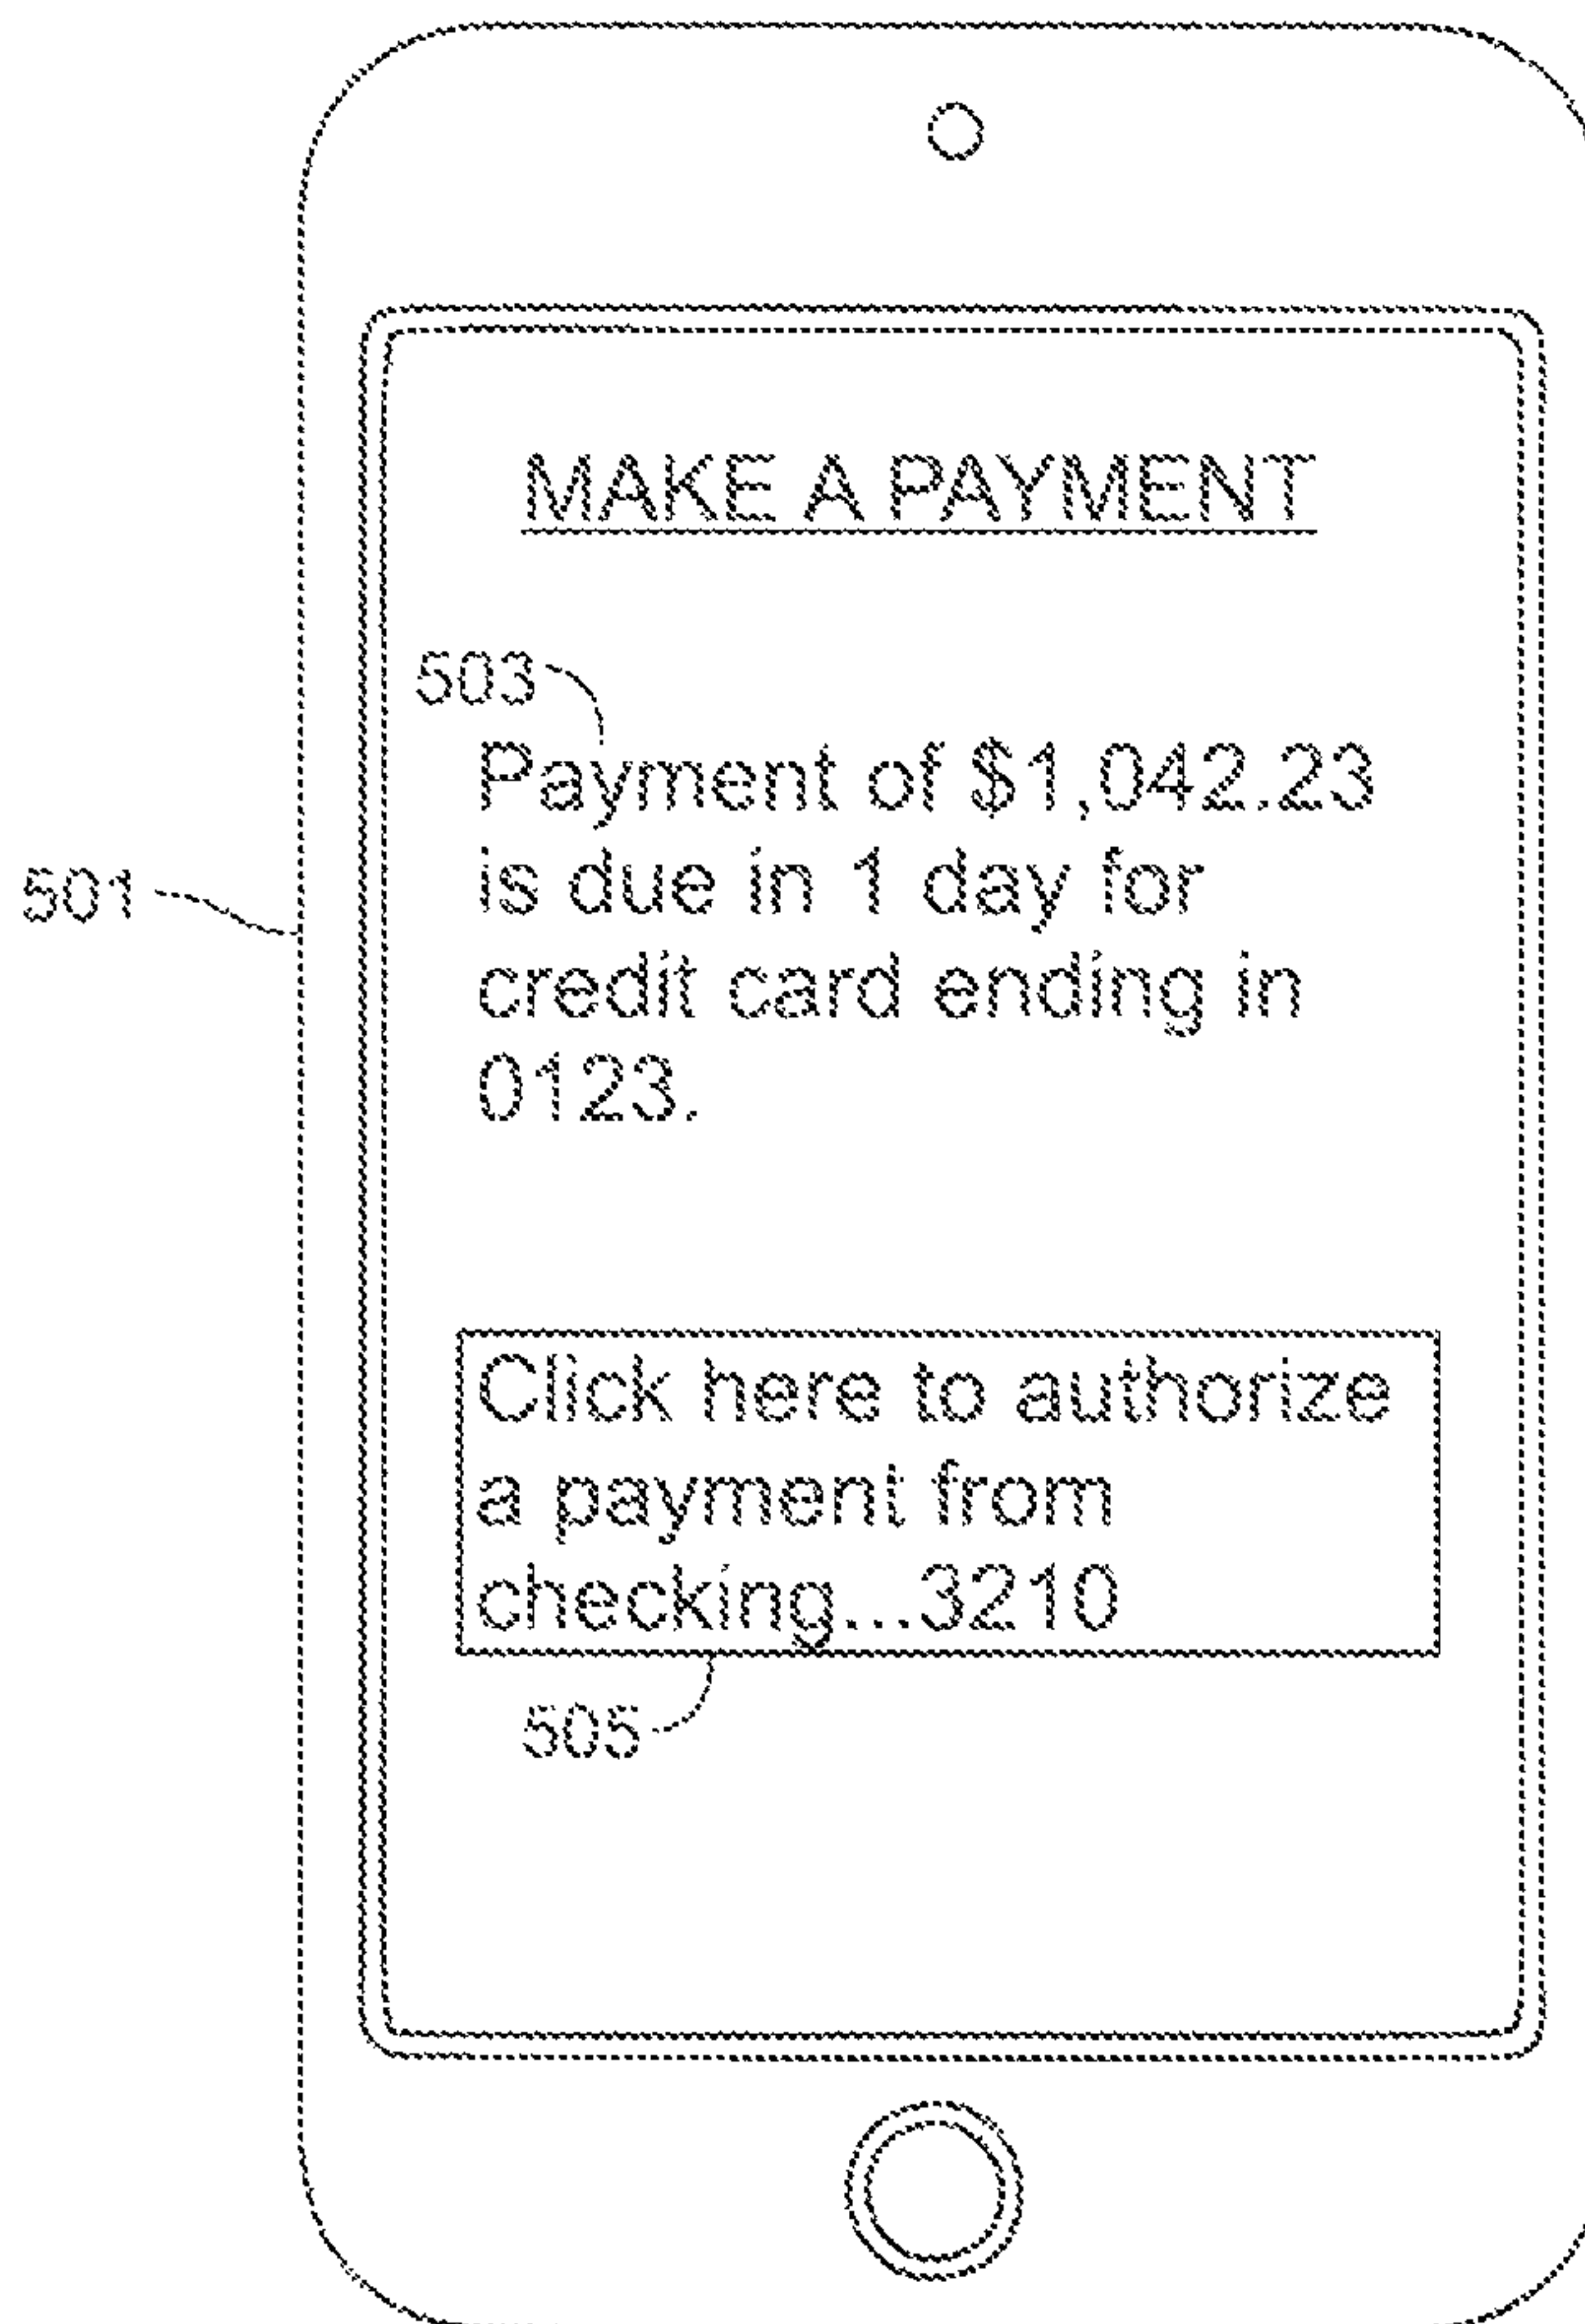 MAKE A PAYMENT
503
Payment of $1,042.23
is due in 1 day for
501
credit card ending in
0123.
Click here to authorize
a payment from
checking...3210
505